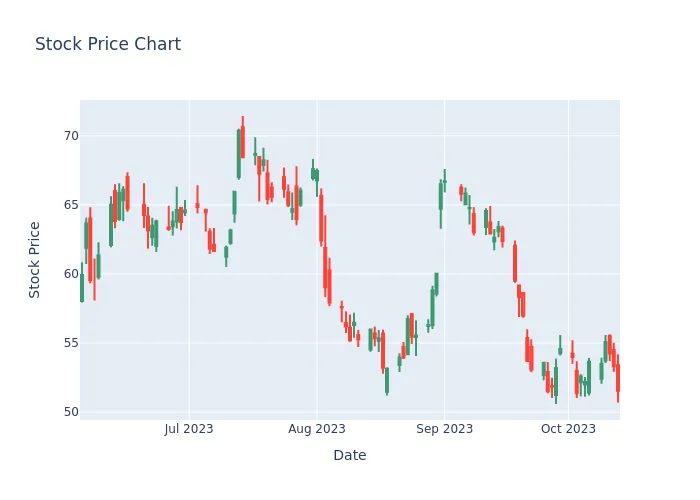 Stock Price Chart
70
65
60
55
50
Stock Price
Jul 2023
Aug 2023
Sep 2023
Oct 2023
Date